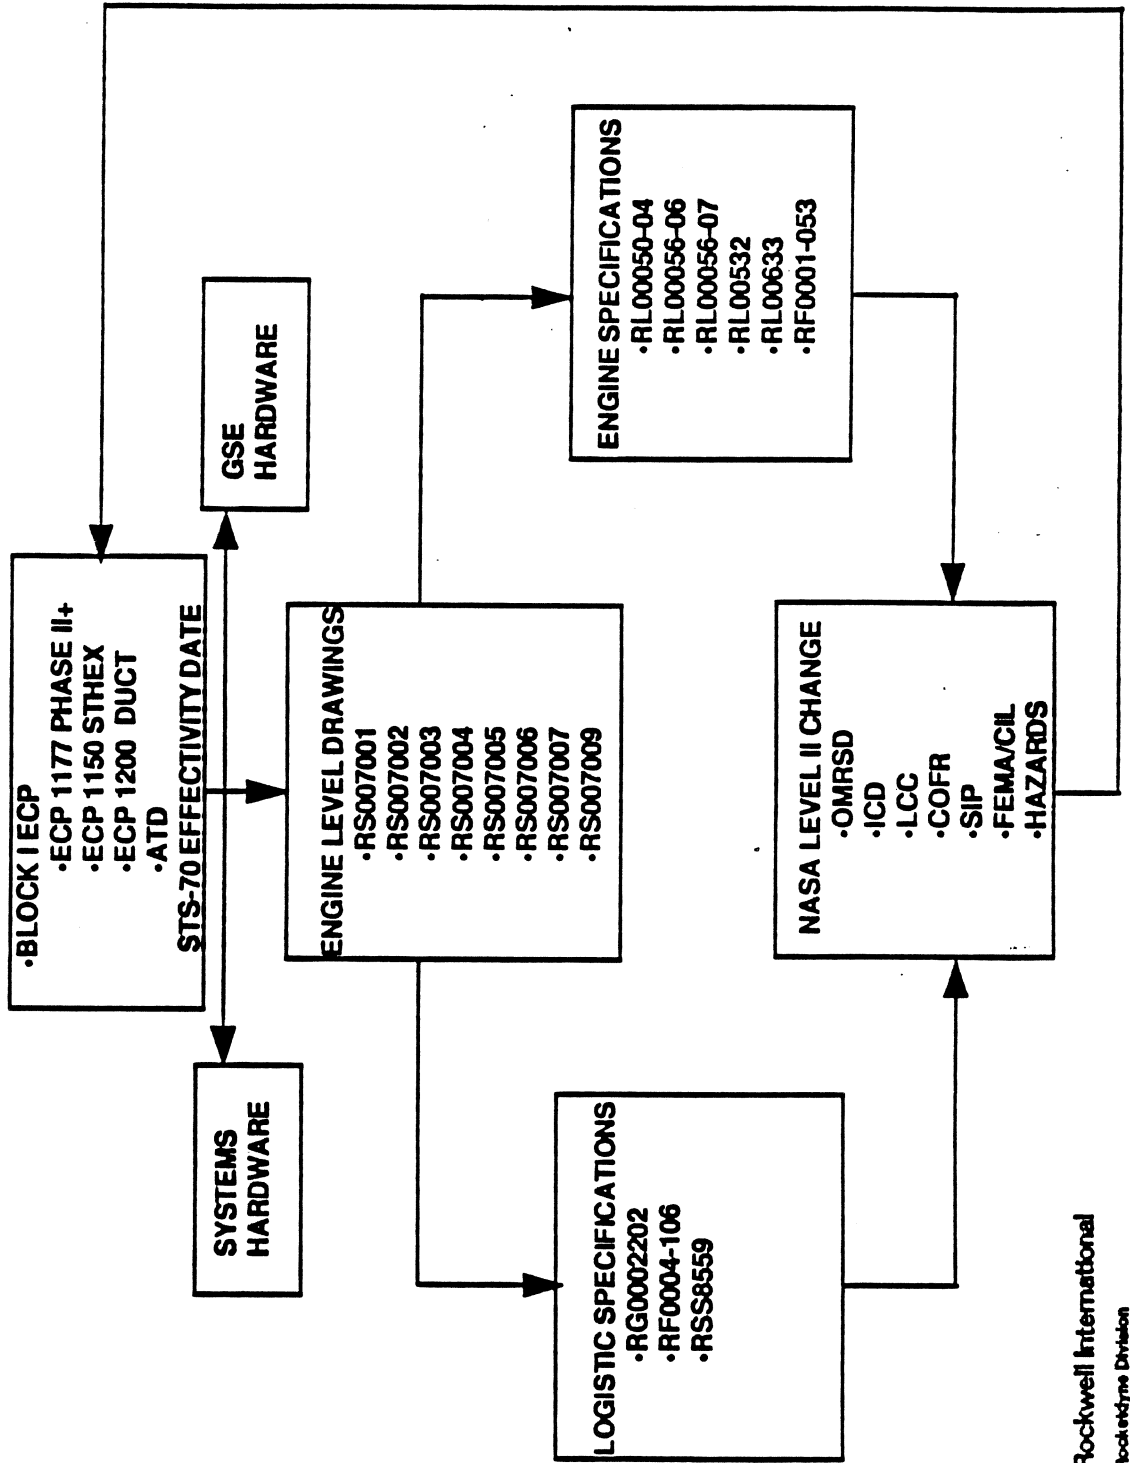 •BLOCK I ECP
•ECP 1177 PHASE II+
•ECP 1150 STHEX
•ECP 1200 DUCT
•ATD
STS-70 EFFECTIVITY DATE
SYSTEMS
HARDWARE
GSE
HARDWARE
ENGINE LEVEL DRAWINGS
•RS007001
•RS007002
•RS007003
•RS007004
•RS007005
•RS007006
•RS007007
•RS007009
LOGISTIC SPECIFICATIONS
•RG0002202
•RF0004-106
•RSS8559
ENGINE SPECIFICATIONS
•RL00050-04
•RL00056-06
•RL00056-07
•RL00532
•RL00633
•RF0001-053
NASA LEVEL II CHANGE
•OMRSD
•ICD
•LCC
•COFR
•SIP
•FEMA/CIL
•HAZARDS
Rockwell International
Rocketdyne Division